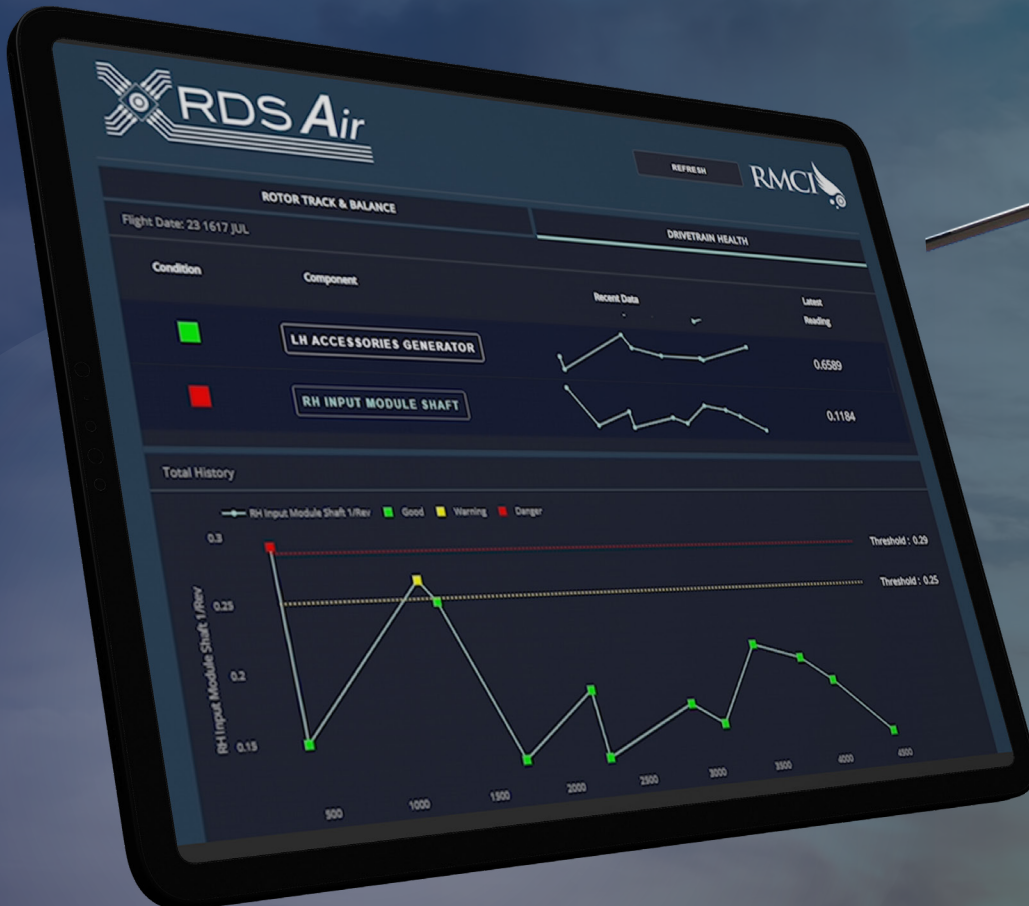 RDS Air
REFRESH
RMCI
ROTOR TRACK & BALANCE
DRIVETRAIN HEALTH
Flight Date: 23 1617 JUL
Condition
Component
Recent Data
Latest
Reading
LH ACCESSORIES GENERATOR
0.6589
RH INPUT MODULE SHAFT
0.1184
Total History
RH Input Module Shaft 1/Rev
Good
Warning
Danger
0.3
Threshold : 0.29
Threshold : 0.25
0.25
0.2
0.15
RH Input Module Shaft 1/Rev
500
1000
1500
2000
2500
3000
3500
4000
4500